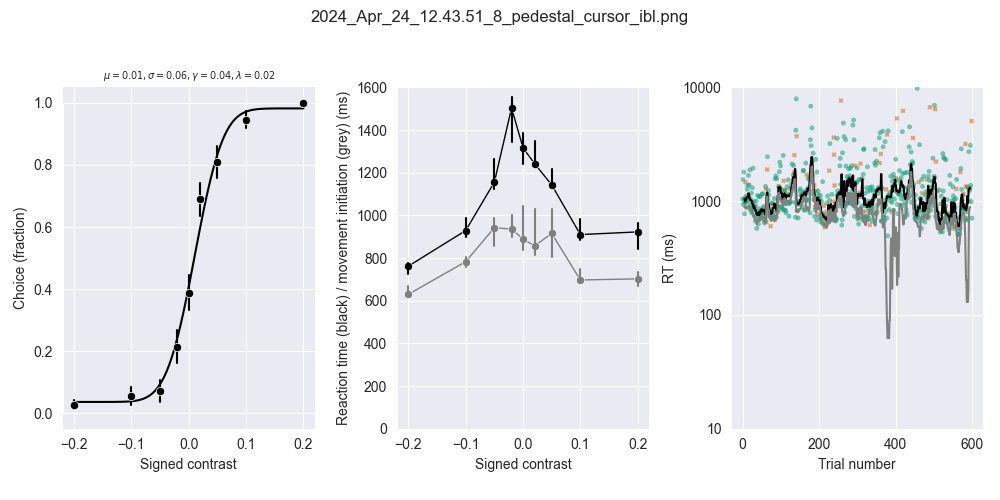 2024_Apr_24_12.43.51_8_pedestal_cursor_ibl.png
μ = 0.01, σ = 0.06, γ = 0.04, λ = 0.02
Choice (fraction)
1.0
0.8
0.6
0.4
0.2
0.0
−0.2 −0.1 0.0 0.1 0.2
Signed contrast
Reaction time (black) / movement initiation (grey) (ms)
1600
1400
1200
1000
800
600
400
200
0
−0.2 −0.1 0.0 0.1 0.2
Signed contrast
RT (ms)
10000
1000
100
10
0 200 400 600
Trial number